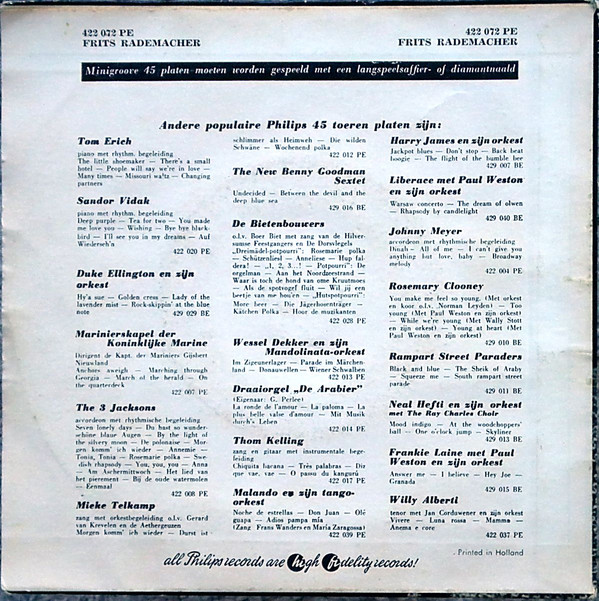 422 072 PE
FRITS RADEMACHER
422 072 PE
FRITS RADEMACHER
Minigroove 45 platen moeten worden gespeeld met een langspeelsaffier- of diamantnaald
Andere populaire Philips 45 toeren platen zijn:
Tom Erich
piano met rhythm. begeleiding
The little shoemaker — There's a small
hotel — People will say we're in love —
Many times — Missouri waltz — Changing
partners
Sandor Vidak
piano met rhythm. begeleiding
Deep purple — Tea for two — You made
me love you — Wishing — Bye bye black-
bird — I'll see you in my dreams — Auf
Wiederseh'n
422 020 PE
Duke Ellington en zijn
orkest
Hy'a sue — Golden cress — Lady of the
lavender mist — Rock-skippin' at the blue
note 429 029 BE
Marinierskapel der
Koninklijke Marine
Dirigent de Kapt. der Mariniers Gijsbert
Nieuwland
Anchors aweigh — Marching through
Georgia — March of the herald — On
the quarterdeck
422 007 PE
The 3 Jacksons
accordeon met rhythmische begeleiding
Seven lonely days — Du bast so wunder-
schöne blaue Augen — By the light of
the silvery moon — De polonaise — Mor-
gen komm' ich wieder — Annemie —
Tonia, Tonia — Rosemarie polka — Swe-
dish rhapsody — You, you, you — Anna
— Am Aschermittwoch — Het lied van
het pierement — Bij de oude watermolen
— Eenmaal
422 008 PE
Mieke Telkamp
zang met orkestbegeleiding o.l.v. Gerard
van Krevelen en de Aethergeuzen
Morgen komm' ich wieder — Durst ist
schlimmer als Heimweh — Die wilden
Schwäne — Wochenend polka
422 012 PE
The New Benny Goodman
Sextet
Undecided — Between the devil and the
deep blue sea
429 016 BE
De Bietenbouwers
o.l.v. Boer Biet met zang van de Hilver-
sumse Feestgangers en De Dorsvlegels
„Dreimädel-potpourri": Rosemarie polka
— Schützenliesl — Anneliese — Hup fal-
dera! — „1, 2, 3...! — Potpourri": De
orgelman — Aan het Noordzeestrand —
Waar is toch de hond van vrouw Kruutmoes
— Als de spotvogel fluit — Wil jij een
beetje van me hou'en — „Hutspotpourri":
More beer — Die Jägerhouenträger —
Kätchen Polka — Hoor de muzikanten
422 028 PE
Wessel Dekker en zijn
Mandolinata-orkest
Im Zigeunerlager — Parade im Märchen-
land — Donauwellen — Wiener Schwalben
422 013 PE
Draaiorgel „De Arabier"
(Eigenaar: G. Perlee)
La ronde de l'amour — La paloma — La
plus belle valse d'amour — Mit Musik
durch's Leben
422 014 PE
Thom Kelling
zang en gitaar met instrumentale bege-
leiding
Chiquita bacana — Três palabras — Dir
que vae, vae — O passo do kangurú
422 017 PE
Malando en zijn tango-
orkest
Noche de estrellas — Don Juan — Olé
guapa — Adios pampa mía
(Zang Frans Wanders en Maria Zaragossa)
422 039 PE
Harry James en zijn orkest
Jackpot blues — Don't stop — Back beat
boogie — The flight of the bumble bee
429 007 BE
Liberace met Paul Weston
en zijn orkest
Warsaw concerto — The dream of olwen
— Rhapsody by candlelight
429 040 BE
Johnny Meyer
accordeon met rhythmische begeleiding
Dinah — All of me — I can't give you
anything but love, baby — Broadway
melody
422 004 PE
Rosemary Clooney
You make me feel so young. (Met orkest
en koor o.l.v. Norman Leyden) — Too
young (Met Paul Weston en zijn orkest)
— While we're young (Met Wally Stott
en zijn orkest) — Young at heart (Met
Paul Weston en zijn orkest)
429 010 BE
Rampart Street Paraders
Black and blue — The Sheik of Araby
— Squeeze me — South rampart street
parade
429 011 BE
Neal Hefti en zijn orkest
met The Ray Charles Choir
Mood indigo — At the woodchoppers'
ball — One o'clock jump — Skyliner
429 013 BE
Frankie Laine met Paul
Weston en zijn orkest
Answer me — I believe — Hey Joe —
Granada
429 015 BE
Willy Alberti
tenor met Jan Corduwener en zijn orkest
Vivere — Luna rossa — Mamma —
Anema e core
422 037 PE
all Philips records are high fidelity records!
Printed in Holland